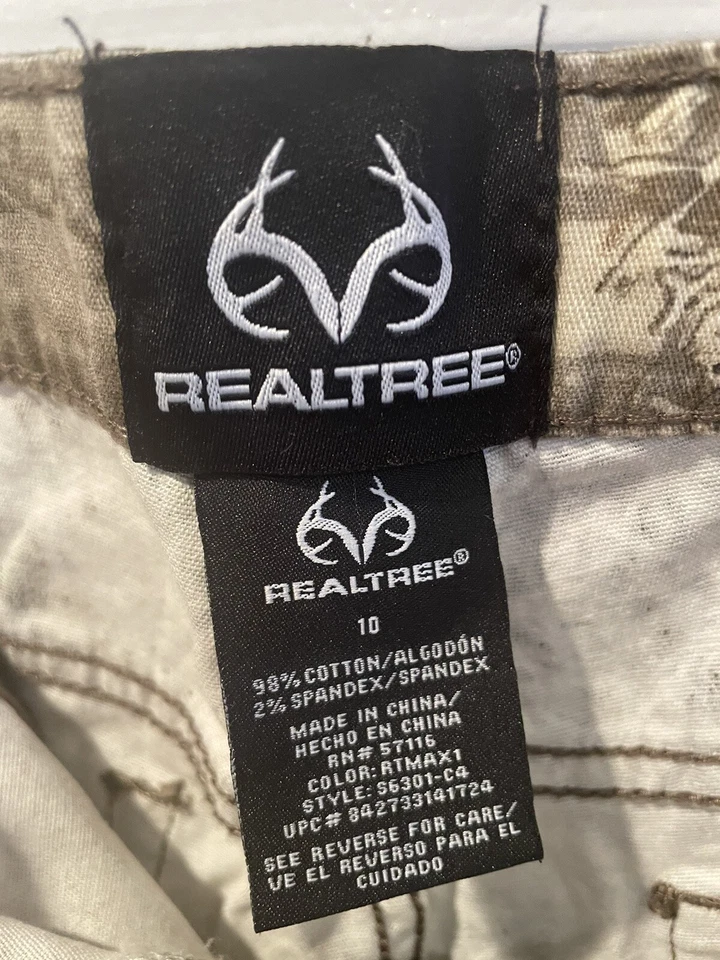 REALTREE®
REALTREE®
10
98% COTTON/ALGODÓN
2% SPANDEX/SPANDEX
MADE IN CHINA/
HECHO EN CHINA
RN# 57116
COLOR: RTMAX1
STYLE: S6301-C4
UPC# 842733141724
SEE REVERSE FOR CARE/
VE EL REVERSO PARA EL
CUIDADO